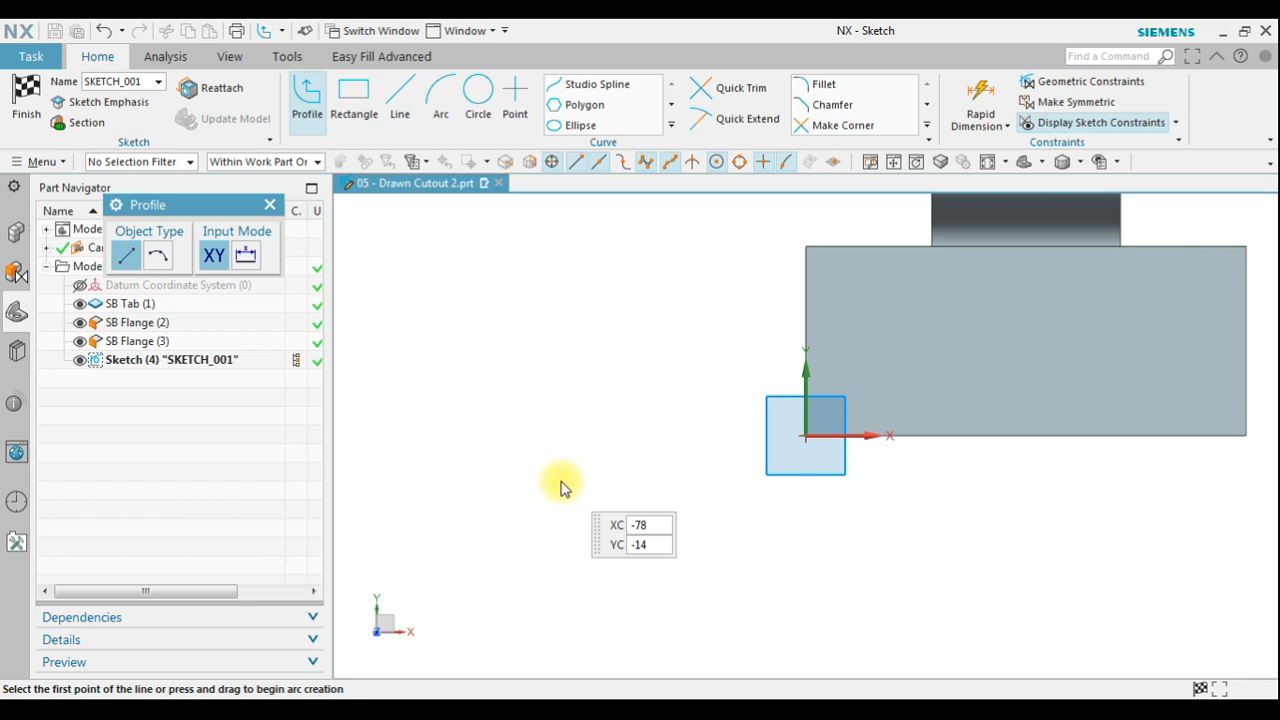 NX Switch Window Window NX - Sketch SIEMENS
Task Home Analysis View Tools Easy Fill Advanced Find a Command
Finish Name SKETCH_001 Reattach Profile Rectangle Line Arc Circle Point Studio Spline Quick Trim Fillet Rapid Dimension Geometric Constraints
Sketch Emphasis Polygon Chamfer Make Symmetric
Section Update Model Ellipse Quick Extend Make Corner Display Sketch Constraints
Sketch Curve Constraints
Menu No Selection Filter Within Work Part On
Part Navigator 05 - Drawn Cutout 2.prt
Name Profile C. U
Mode Object Type Input Mode
Ca
XY
Mode
Datum Coordinate System (0)
SB Tab (1)
SB Flange (2)
SB Flange (3)
Sketch (4) "SKETCH_001"
Y
X
XC -78
YC -14
Y
X
Z
Dependencies
Details
Preview
Select the first point of the line or press and drag to begin arc creation